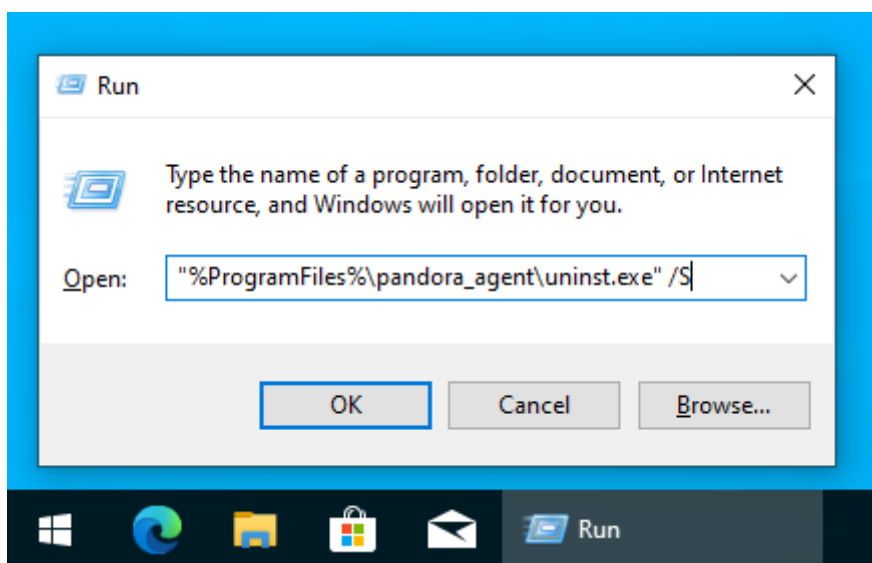 Run
Type the name of a program, folder, document, or Internet
resource, and Windows will open it for you.
Open:
"%ProgramFiles%\pandora_agent\uninst.exe" /S
OK
Cancel
Browse...
Run